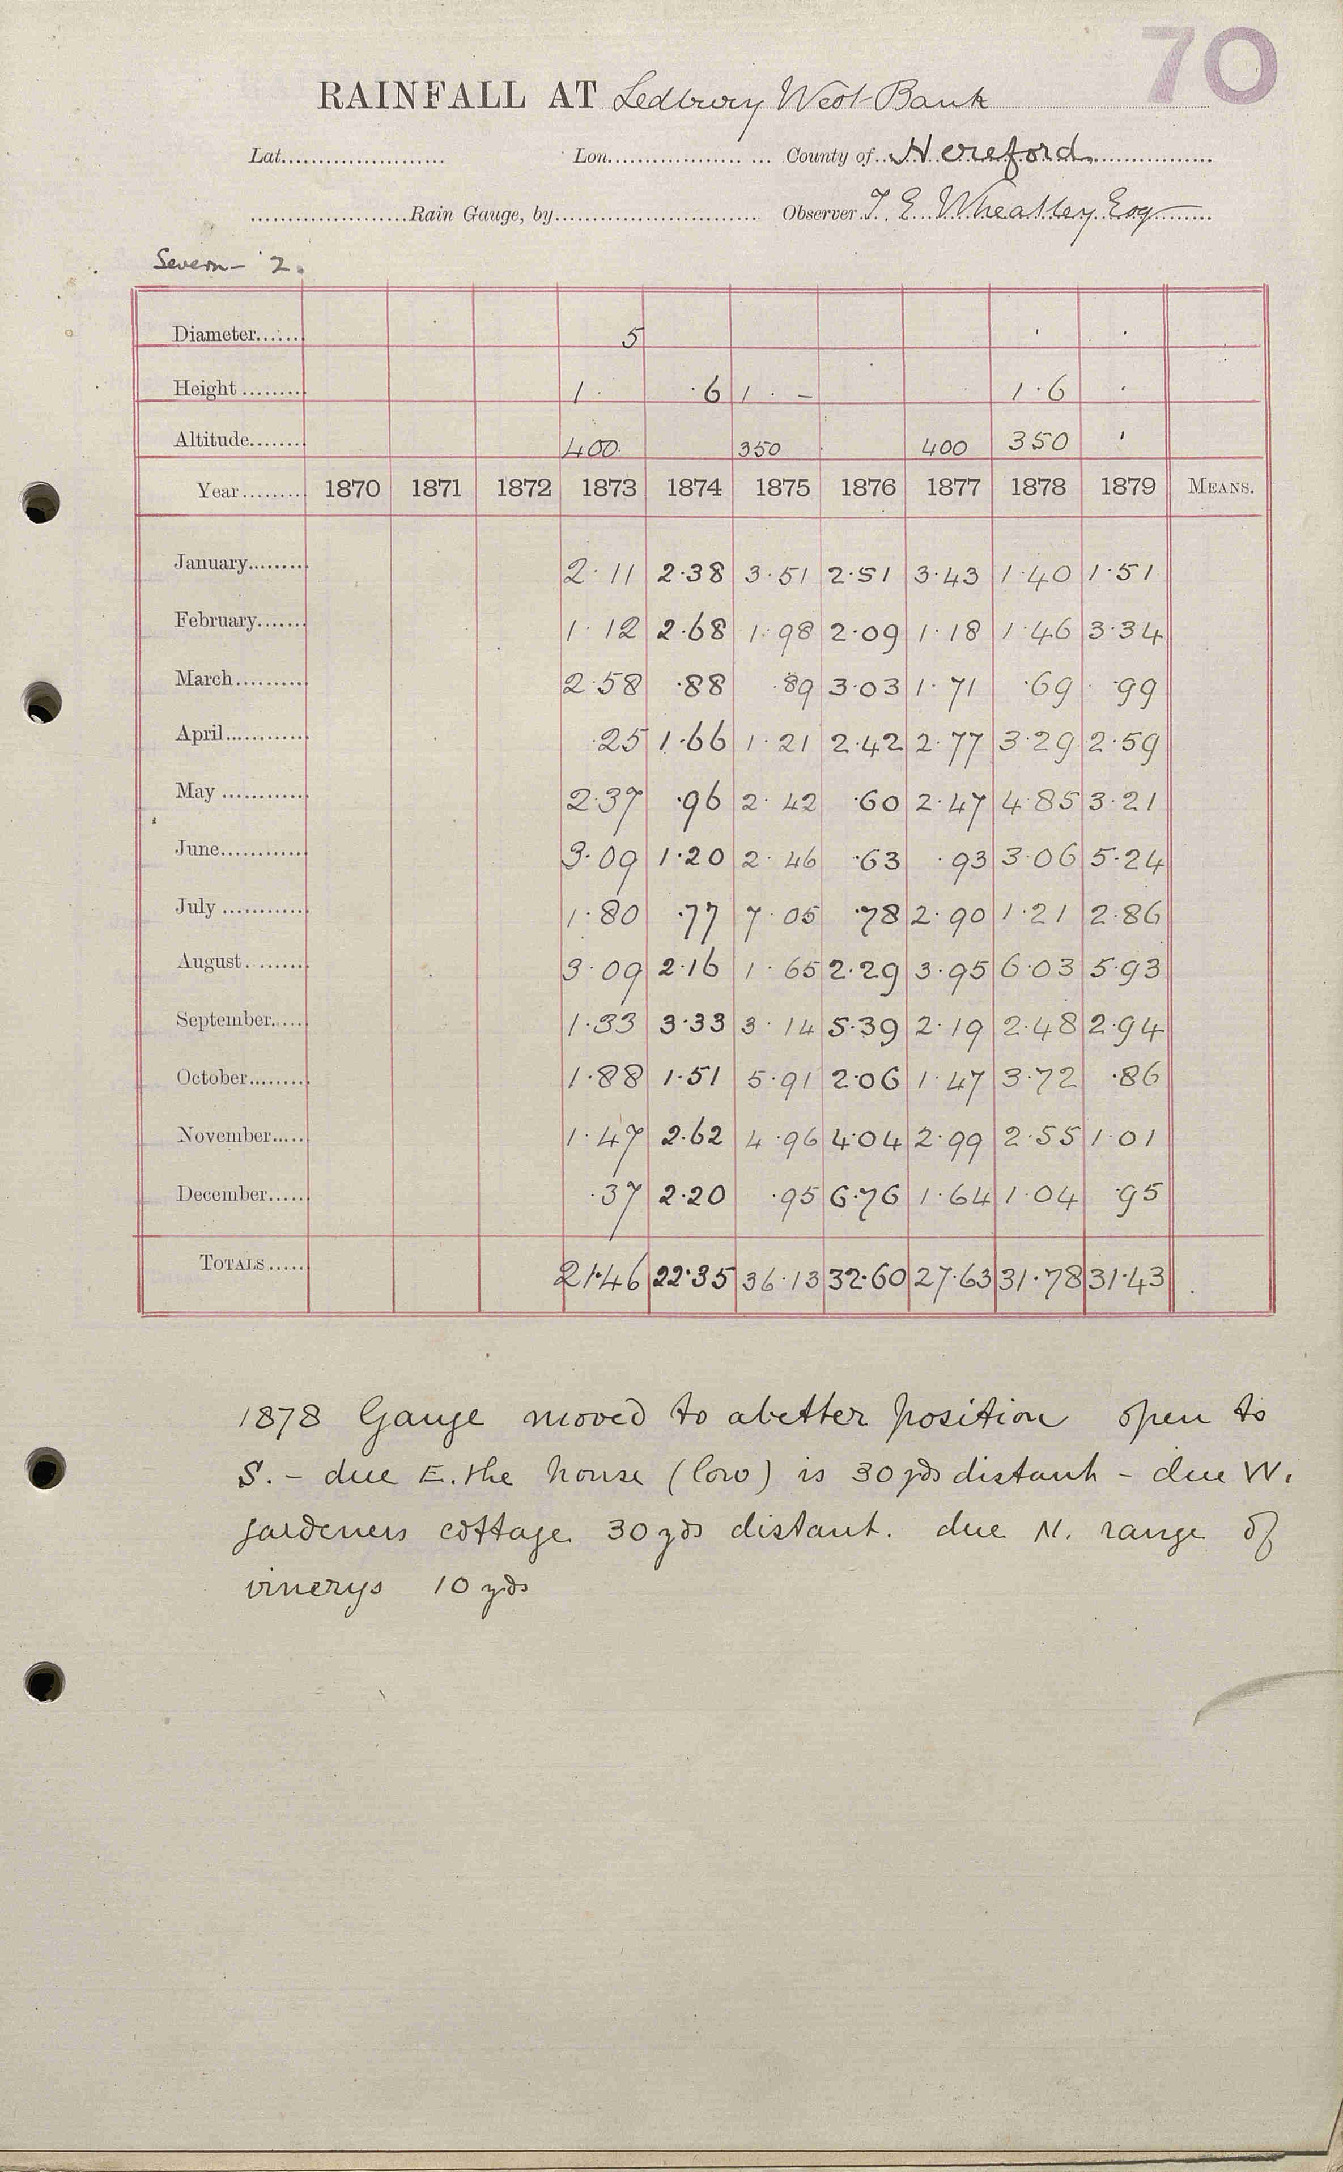 70
RAINFALL AT Ledbury West Bank
Lat. Lon. County of Hereford
Rain Gauge, by Observer T. E. Wheatley Esq
Severn - 2.
Diameter 5
Height 1 · ·6 1 · - 1·6
Altitude 400 350 400 350
Year 1870 1871 1872 1873 1874 1875 1876 1877 1878 1879 MEANS.
January 2·11 2·38 3·51 2·51 3·43 1·40 1·51
February 1·12 2·68 1·98 2·09 1·18 1·46 3·34
March 2·58 ·88 ·89 3·03 1·71 ·69 ·99
April ·25 1·66 1·21 2·42 2·77 3·29 2·59
May 2·37 ·96 2·42 ·60 2·47 4·85 3·21
June 3·09 1·20 2·46 ·63 ·93 3·06 5·24
July 1·80 ·77 7·05 ·78 2·90 1·21 2·86
August 3·09 2·16 1·65 2·29 3·95 6·03 5·93
September 1·33 3·33 3·14 5·39 2·19 2·48 2·94
October 1·88 1·51 5·91 2·06 1·47 3·72 ·86
November 1·47 2·62 4·96 4·04 2·99 2·55 1·01
December ·37 2·20 ·95 6·76 1·64 1·04 ·95
TOTALS 21·46 22·35 36·13 32·60 27·63 31·78 31·43
1878 Gauge moved to a better position open to
S. - due E. the house (low) is 30 yds distant - due W.
gardeners cottage 30 yds distant. due N. range of
vinerys 10 yds